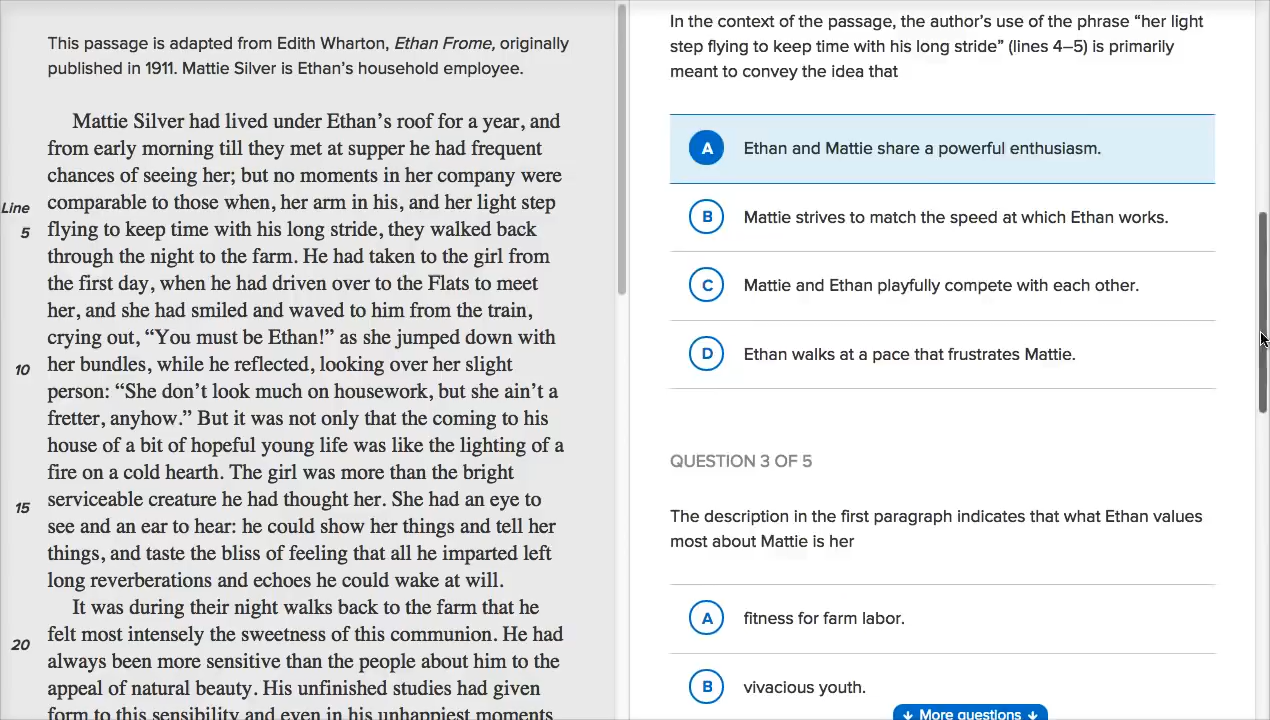 This passage is adapted from Edith Wharton, Ethan Frome, originally
published in 1911. Mattie Silver is Ethan's household employee.
Mattie Silver had lived under Ethan's roof for a year, and
from early morning till they met at supper he had frequent
chances of seeing her; but no moments in her company were
Line comparable to those when, her arm in his, and her light step
5 flying to keep time with his long stride, they walked back
through the night to the farm. He had taken to the girl from
the first day, when he had driven over to the Flats to meet
her, and she had smiled and waved to him from the train,
crying out, “You must be Ethan!” as she jumped down with
10 her bundles, while he reflected, looking over her slight
person: “She don't look much on housework, but she ain't a
fretter, anyhow.” But it was not only that the coming to his
house of a bit of hopeful young life was like the lighting of a
fire on a cold hearth. The girl was more than the bright
15 serviceable creature he had thought her. She had an eye to
see and an ear to hear: he could show her things and tell her
things, and taste the bliss of feeling that all he imparted left
long reverberations and echoes he could wake at will.
It was during their night walks back to the farm that he
20 felt most intensely the sweetness of this communion. He had
always been more sensitive than the people about him to the
appeal of natural beauty. His unfinished studies had given
form to this sensibility and even in his unhappiest moments
In the context of the passage, the author's use of the phrase “her light
step flying to keep time with his long stride” (lines 4–5) is primarily
meant to convey the idea that
A Ethan and Mattie share a powerful enthusiasm.
B Mattie strives to match the speed at which Ethan works.
C Mattie and Ethan playfully compete with each other.
D Ethan walks at a pace that frustrates Mattie.
QUESTION 3 OF 5
The description in the first paragraph indicates that what Ethan values
most about Mattie is her
A fitness for farm labor.
B vivacious youth.
↓ More questions ↓